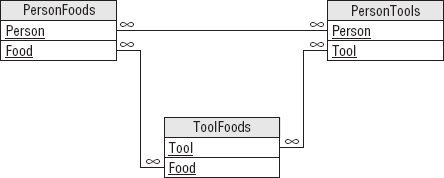 PersonFoods
Person
Food
PersonTools
Person
Tool
ToolFoods
Tool
Food
∞
∞
∞
∞
∞
∞